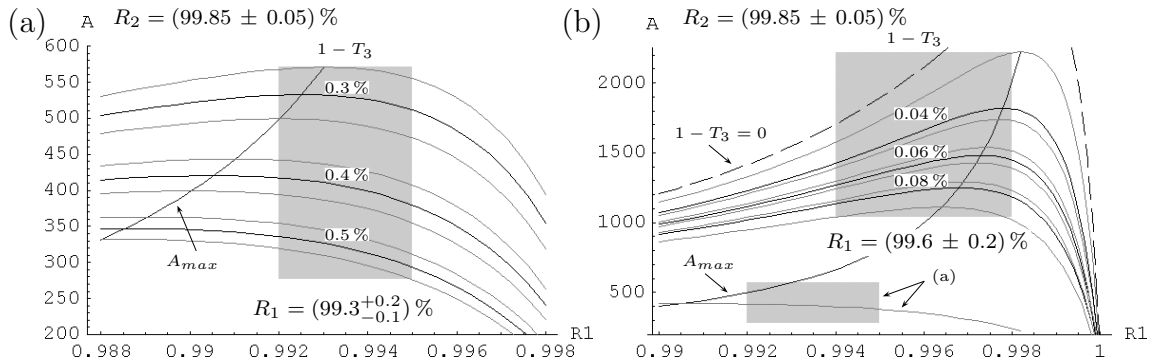 (a) A R₂ = (99.85 ± 0.05) %
600
550
500
450
400
350
300
250
200
1 − T₃
0.3 %
0.4 %
0.5 %
Amax
R₁ = (99.3 +0.2 −0.1) %
0.988 0.99 0.992 0.994 0.996 0.998 R1
(b) A R₂ = (99.85 ± 0.05) %
2000
1500
1000
500
1 − T₃
1 − T₃ = 0
0.04 %
0.06 %
0.08 %
R₁ = (99.6 ± 0.2) %
Amax
(a)
0.99 0.992 0.994 0.996 0.998 1 R1